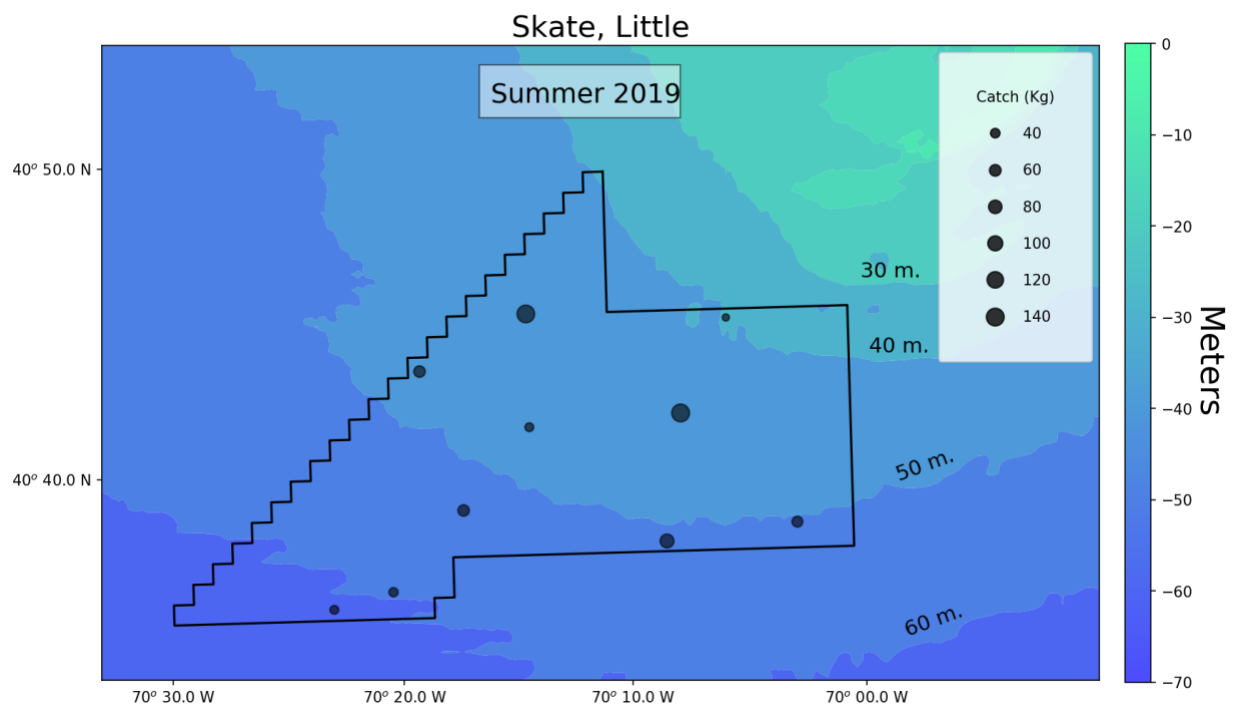 Skate, Little
Summer 2019
Catch (Kg)
40
60
80
100
120
140
30 m.
40 m.
50 m.
60 m.
40° 50.0 N
40° 40.0 N
70° 30.0 W
70° 20.0 W
70° 10.0 W
70° 00.0 W
0
−10
−20
−30
−40
−50
−60
−70
Meters